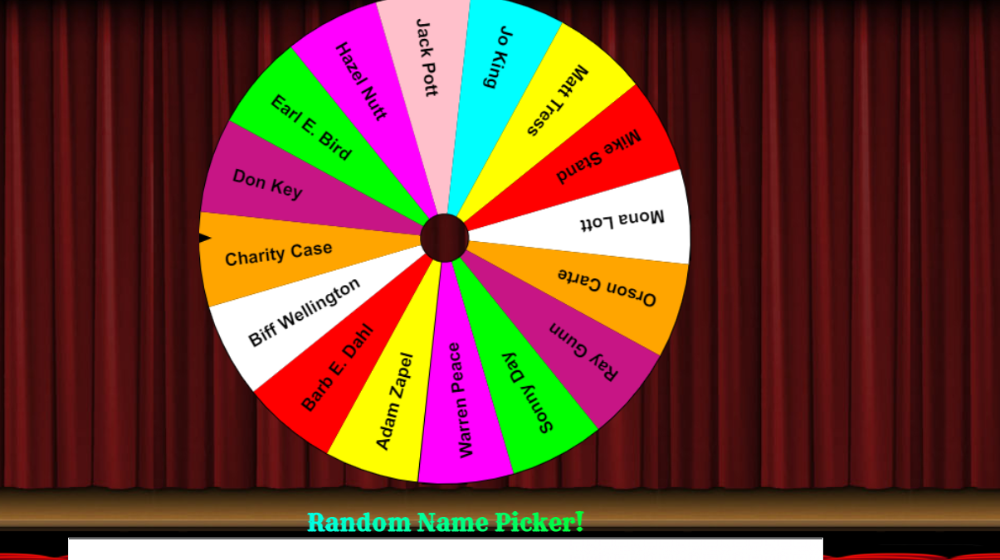 Jack Pott
Jo King
Matt Tress
Mike Stand
Mona Lott
Orson Carte
Ray Gunn
Sonny Day
Warren Peace
Adam Zapel
Barb E. Dahl
Biff Wellington
Charity Case
Don Key
Earl E. Bird
Hazel Nutt
Random Name Picker!